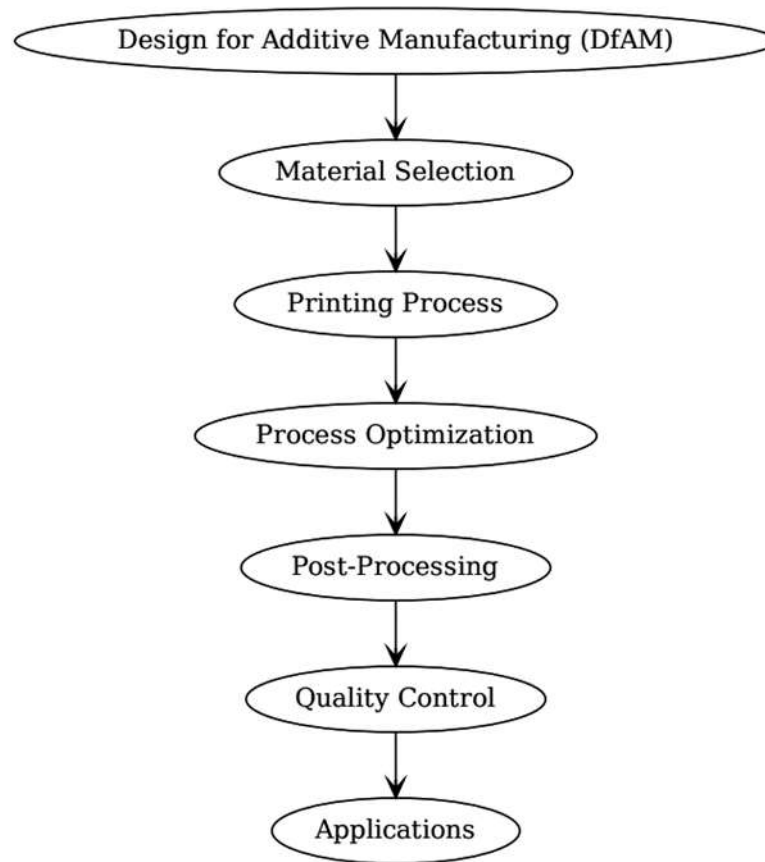 Design for Additive Manufacturing (DfAM)
Material Selection
Printing Process
Process Optimization
Post-Processing
Quality Control
Applications